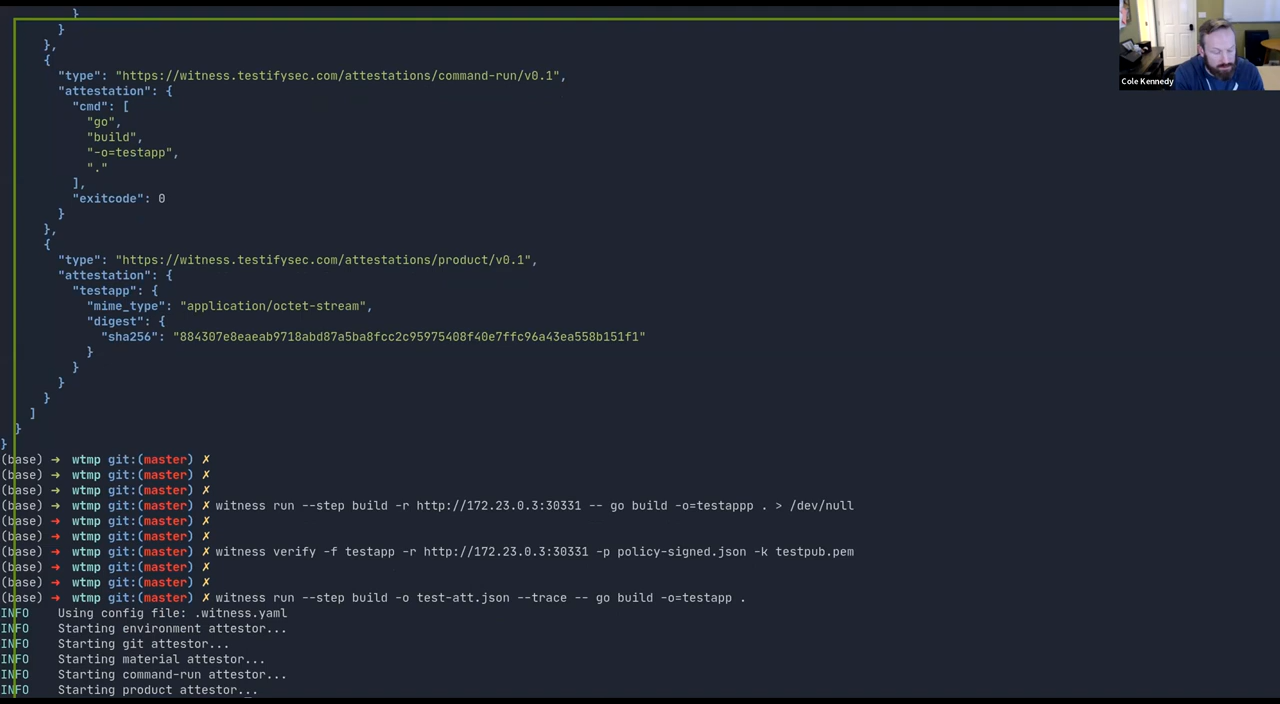 }
}
},
{
"type": "https://witness.testifysec.com/attestations/command-run/v0.1",
"attestation": {
"cmd": [
"go",
"build",
"-o=testapp",
"."
],
"exitcode": 0
}
},
{
"type": "https://witness.testifysec.com/attestations/product/v0.1",
"attestation": {
"testapp": {
"mime_type": "application/octet-stream",
"digest": {
"sha256": "884307e8eaeab9718abd87a5ba8fcc2c95975408f40e7ffc96a43ea558b151f1"
}
}
}
}
]
}
}
(base) → wtmp git:(master) ✗
(base) → wtmp git:(master) ✗
(base) → wtmp git:(master) ✗
(base) → wtmp git:(master) ✗ witness run --step build -r http://172.23.0.3:30331 -- go build -o=testappp . > /dev/null
(base) → wtmp git:(master) ✗
(base) → wtmp git:(master) ✗
(base) → wtmp git:(master) ✗ witness verify -f testapp -r http://172.23.0.3:30331 -p policy-signed.json -k testpub.pem
(base) → wtmp git:(master) ✗
(base) → wtmp git:(master) ✗
(base) → wtmp git:(master) ✗ witness run --step build -o test-att.json --trace -- go build -o=testapp .
INFO Using config file: .witness.yaml
INFO Starting environment attestor...
INFO Starting git attestor...
INFO Starting material attestor...
INFO Starting command-run attestor...
INFO Starting product attestor...
Cole Kennedy